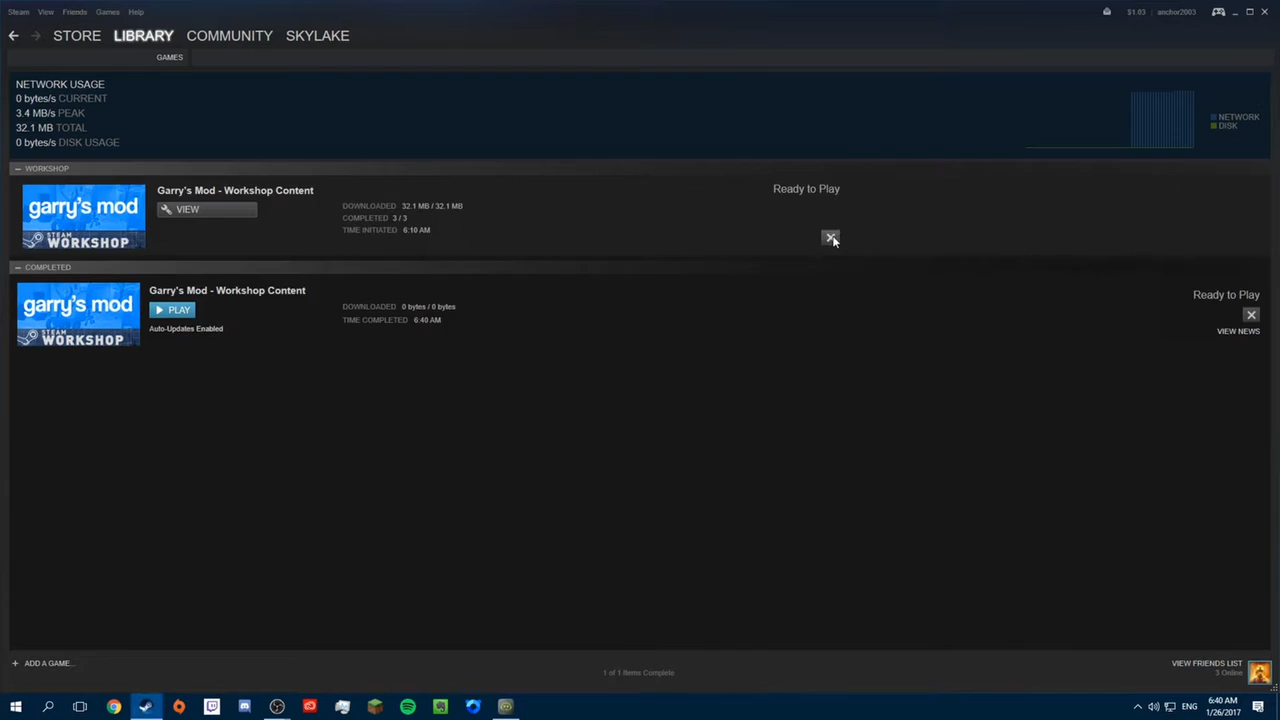 Steam View Friends Games Help
$1.03 anchor2003
STORE LIBRARY COMMUNITY SKYLAKE
GAMES
NETWORK USAGE
0 bytes/s CURRENT
3.4 MB/s PEAK
32.1 MB TOTAL
0 bytes/s DISK USAGE
NETWORK
DISK
WORKSHOP
garry's mod
STEAM
WORKSHOP
Garry's Mod - Workshop Content
VIEW
DOWNLOADED 32.1 MB / 32.1 MB
COMPLETED 3 / 3
TIME INITIATED 6:10 AM
Ready to Play
COMPLETED
garry's mod
STEAM
WORKSHOP
Garry's Mod - Workshop Content
PLAY
Auto-Updates Enabled
DOWNLOADED 0 bytes / 0 bytes
TIME COMPLETED 6:40 AM
Ready to Play
VIEW NEWS
+ ADD A GAME...
1 of 1 Items Complete
VIEW FRIENDS LIST
3 Online
ENG
6:40 AM
1/26/2017